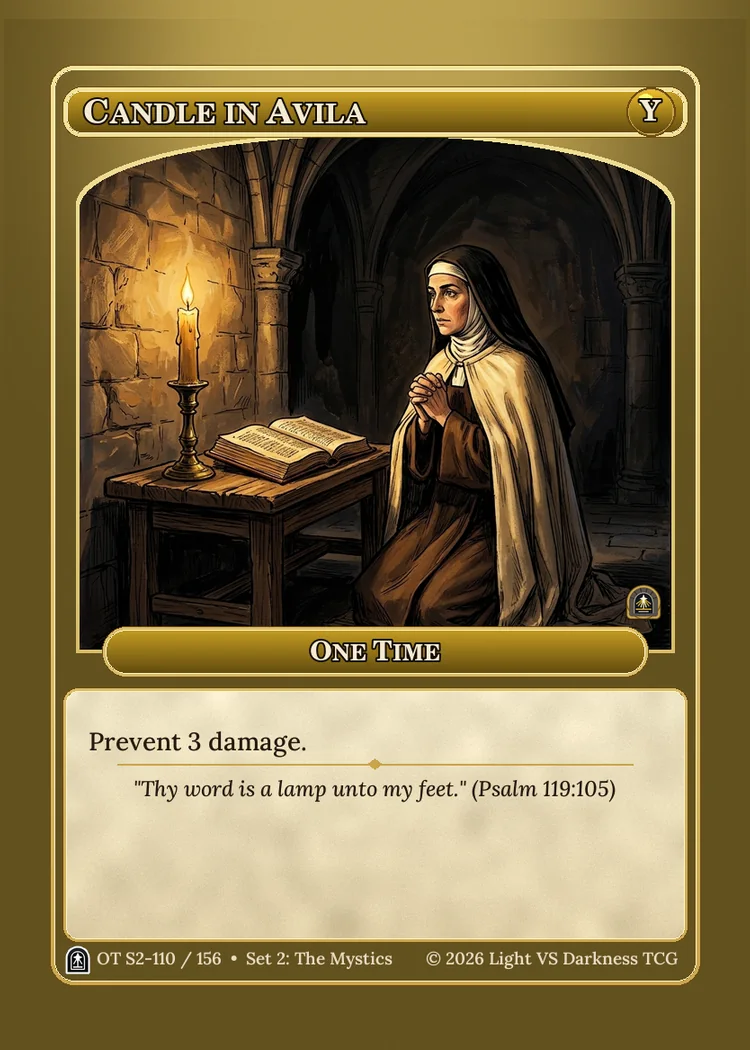 Candle in Avila
Y
One Time
Prevent 3 damage.
"Thy word is a lamp unto my feet." (Psalm 119:105)
OT S2-110 / 156 • Set 2: The Mystics © 2026 Light VS Darkness TCG